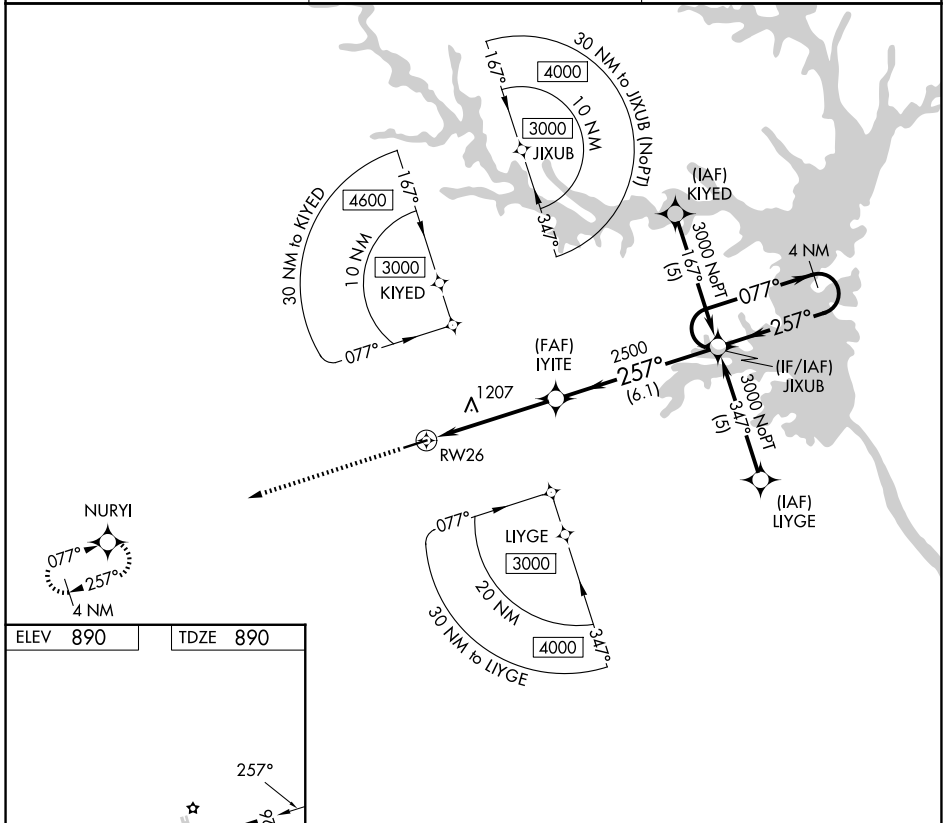 30 NM to JIXUB (NoPT)
167°
4000
10 NM
3000
JIXUB
347°
30 NM to KIYED
4600
167°
10 NM
3000
KIYED
077°
(IAF)
KIYED
3000 NoPT
167°
(5)
4 NM
077°
257°
(IF/IAF)
JIXUB
(FAF)
IYITE
2500
257°
(6.1)
1207
RW26
3000 NoPT
347°
(5)
(IAF)
LIYGE
NURYI
077°
257°
4 NM
077°
LIYGE
3000
20 NM
4000
347°
30 NM to LIYGE
ELEV 890
TDZE 890
257°
26